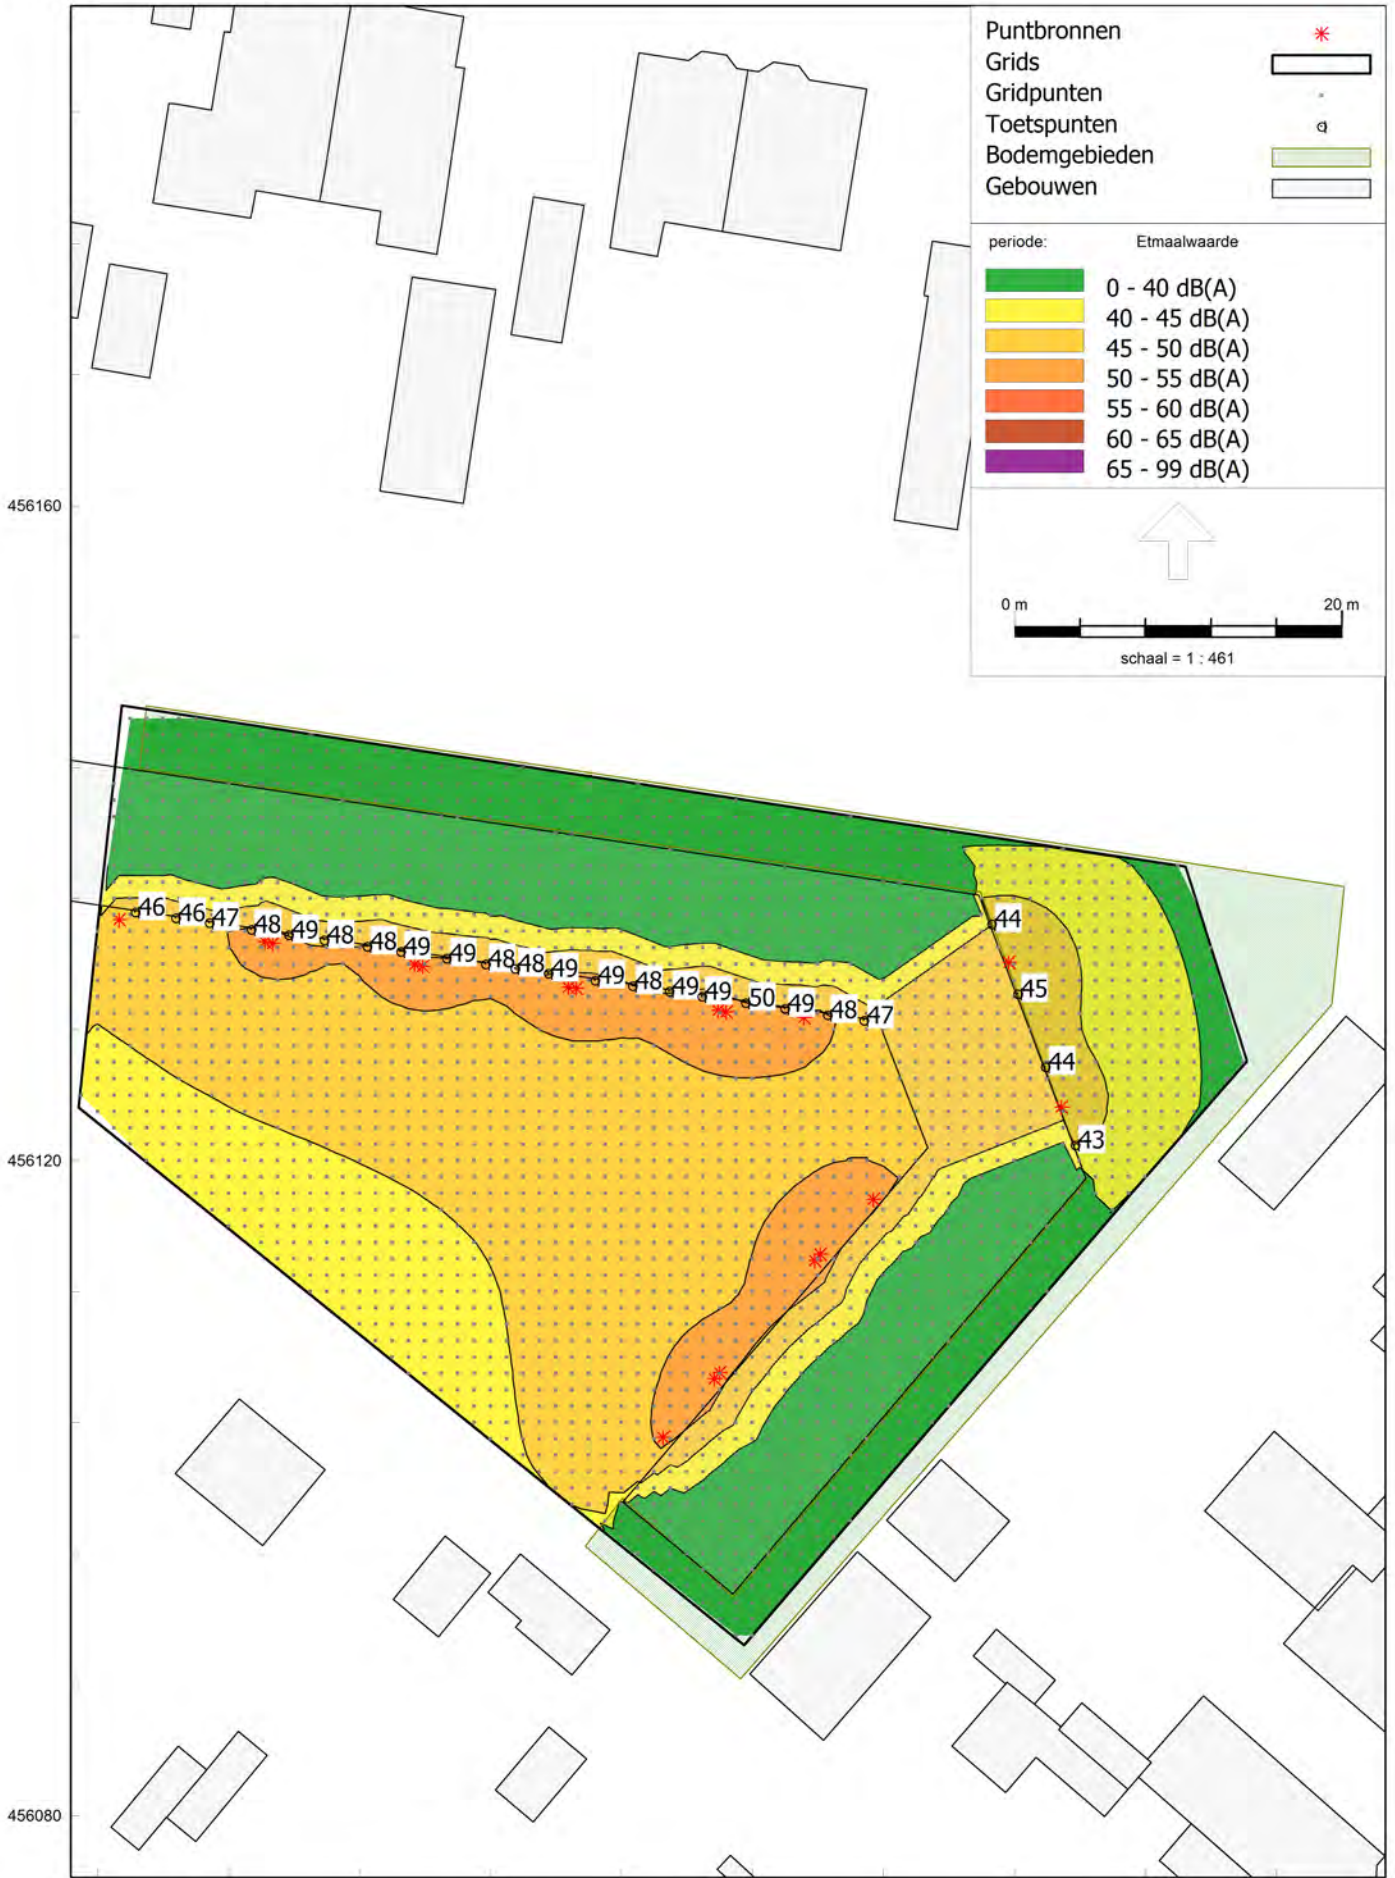 Puntbronnen
Grids
Gridpunten
Toetspunten
Bodemgebieden
Gebouwen
periode: Etmaalwaarde
0 - 40 dB(A)
40 - 45 dB(A)
45 - 50 dB(A)
50 - 55 dB(A)
55 - 60 dB(A)
60 - 65 dB(A)
65 - 99 dB(A)
456160
0 m 20 m
schaal = 1 : 461
46 46 47 48 49 48 48 49 49 48 48 49 49 48 49 49 50 49 48 47
44
45
44
43
456120
456080